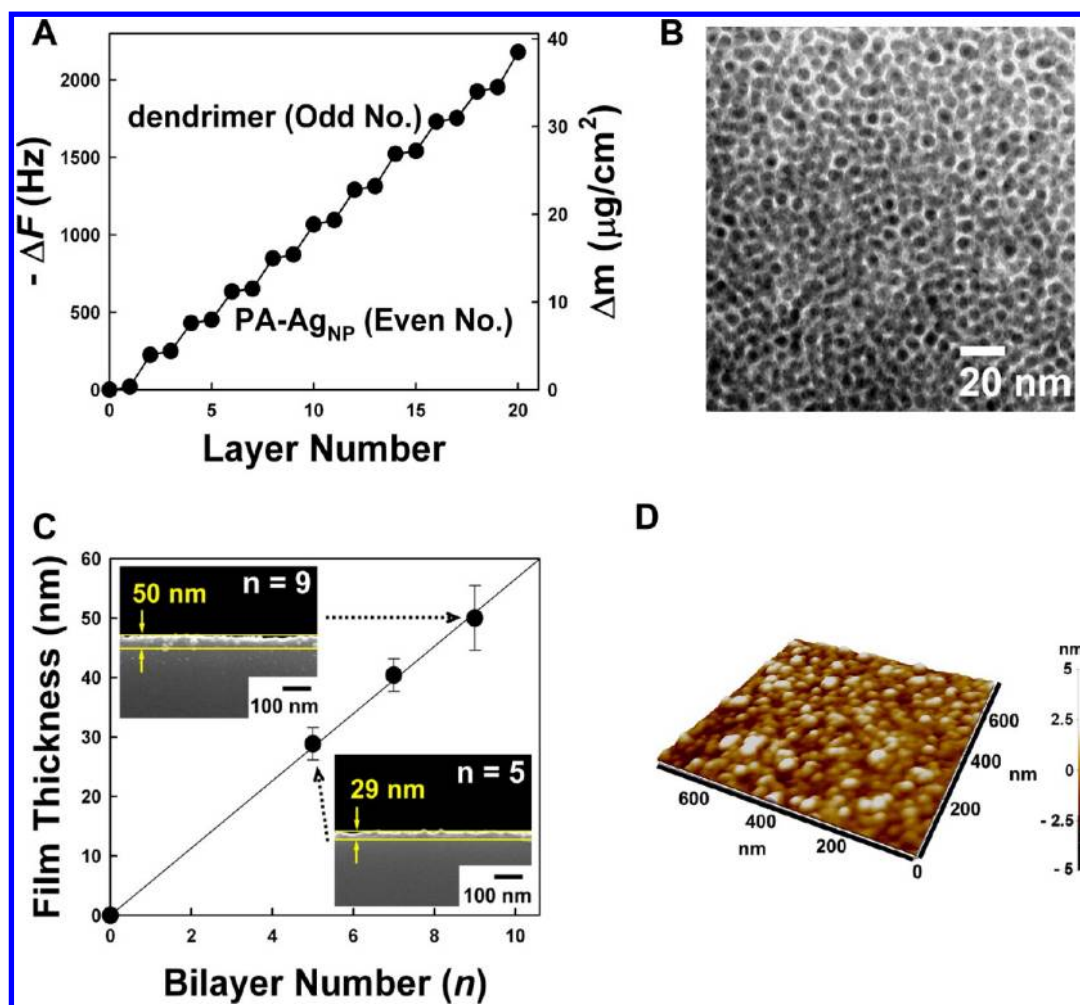 A
2000
1500
1000
500
0
- ΔF (Hz)
dendrimer (Odd No.)
PA-AgNP (Even No.)
40
30
20
10
0
Δm (μg/cm²)
0 5 10 15 20
Layer Number
B
20 nm
C
60
50
40
30
20
10
0
Film Thickness (nm)
n = 9
50 nm
100 nm
n = 5
29 nm
100 nm
0 2 4 6 8 10
Bilayer Number (n)
D
nm
5
2.5
0
- 2.5
- 5
600
400
nm
200
0
600
400
nm
200